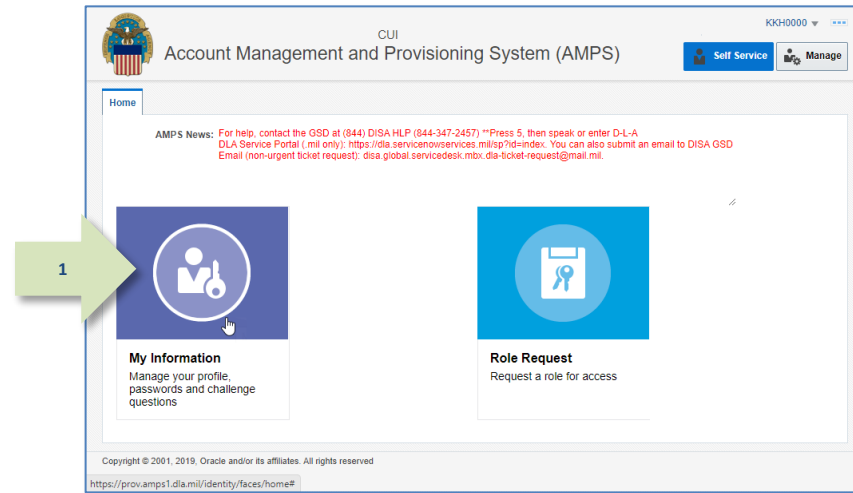 CUI
Account Management and Provisioning System (AMPS)
KKH0000
Self Service
Manage
Home
AMPS News: For help, contact the GSD at (844) DISA HLP (844-347-2457) **Press 5, then speak or enter D-L-A
DLA Service Portal (.mil only): https://dla.servicenowservices.mil/sp?id=index. You can also submit an email to DISA GSD
Email (non-urgent ticket request): disa.global.servicedesk.mbx.dla-ticket-request@mail.mil.
1
My Information
Manage your profile,
passwords and challenge
questions
Role Request
Request a role for access
Copyright © 2001, 2019, Oracle and/or its affiliates. All rights reserved
https://prov.amps1.dla.mil/identity/faces/home#